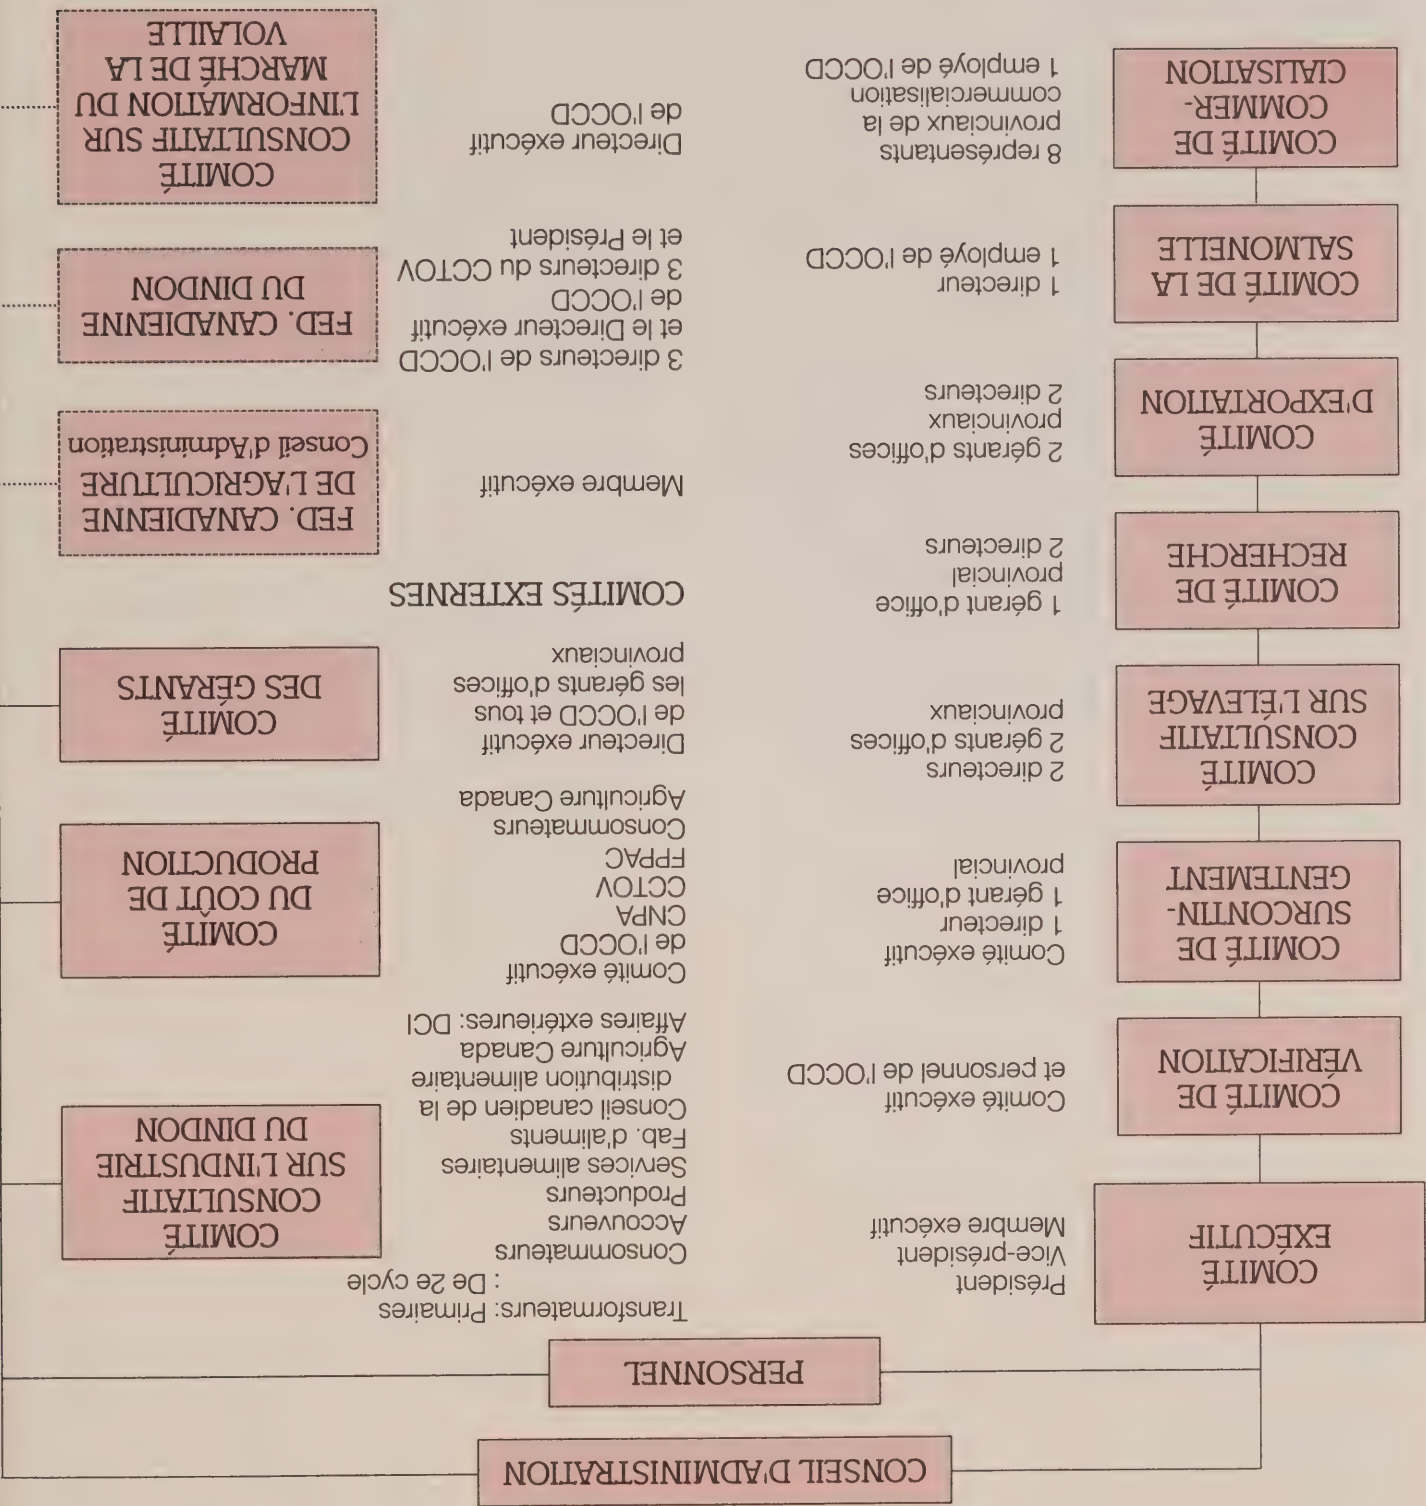 CONSEIL D'ADMINISTRATION
PERSONNEL
COMITÉ
EXÉCUTIF
Président
Vice-président
Membre exécutif
COMITÉ DE
VÉRIFICATION
Comité exécutif
et personnel de l'OCCD
COMITÉ DE
SURCONTIN-
GENTEMENT
Comité exécutif
1 directeur
1 gérant d'office
provincial
COMITÉ
CONSULTATIF
SUR L'ÉLEVAGE
2 directeurs
2 gérants d'offices
provinciaux
COMITÉ DE
RECHERCHE
1 gérant d'office
provincial
2 directeurs
COMITÉ
D'EXPORTATION
2 gérants d'offices
provinciaux
2 directeurs
COMITÉ DE LA
SALMONELLE
1 directeur
1 employé de l'OCCD
COMITÉ DE
COMMER-
CIALISATION
8 représentants
provinciaux de la
commercialisation
1 employé de l'OCCD
Transformateurs: Primaires
: De 2e cycle
Consommateurs
Accouveurs
Producteurs
Services alimentaires
Fab. d'aliments
Conseil canadien de la
distribution alimentaire
Agriculture Canada
Affaires extérieures: DCI
COMITÉ
CONSULTATIF
SUR L'INDUSTRIE
DU DINDON
Comité exécutif
de l'OCCD
CNPA
CCTOV
FPPAC
Consommateurs
Agriculture Canada
COMITÉ
DU COÛT DE
PRODUCTION
Directeur exécutif
de l'OCCD et tous
les gérants d'offices
provinciaux
COMITÉ
DES GÉRANTS
COMITÉS EXTERNES
Membre exécutif
FED. CANADIENNE
DE L'AGRICULTURE
Conseil d'Administration
3 directeurs de l'OCCD
et le Directeur exécutif
de l'OCCD
3 directeurs du CCTOV
et le Président
FED. CANADIENNE
DU DINDON
Directeur exécutif
de l'OCCD
COMITÉ
CONSULTATIF SUR
L'INFORMATION DU
MARCHÉ DE LA
VOLAILLE